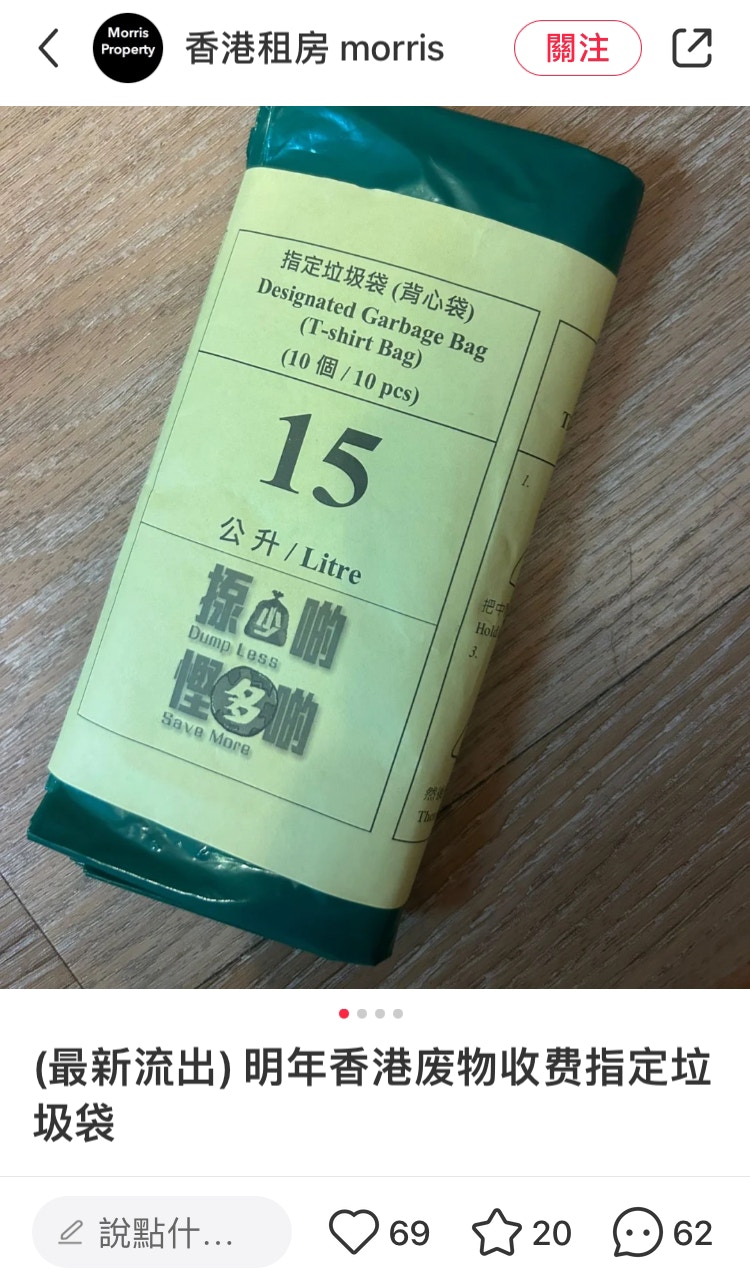 Morris
Property
香港租房 morris
關注
指定垃圾袋 (背心袋)
Designated Garbage Bag
(T-shirt Bag)
(10 個 / 10 pcs)
15
公升 / Litre
揼少啲
Dump Less
慳多啲
Save More
1.
把中
Hold
3.
(最新流出) 明年香港废物收费指定垃
圾袋
說點什...
69
20
62